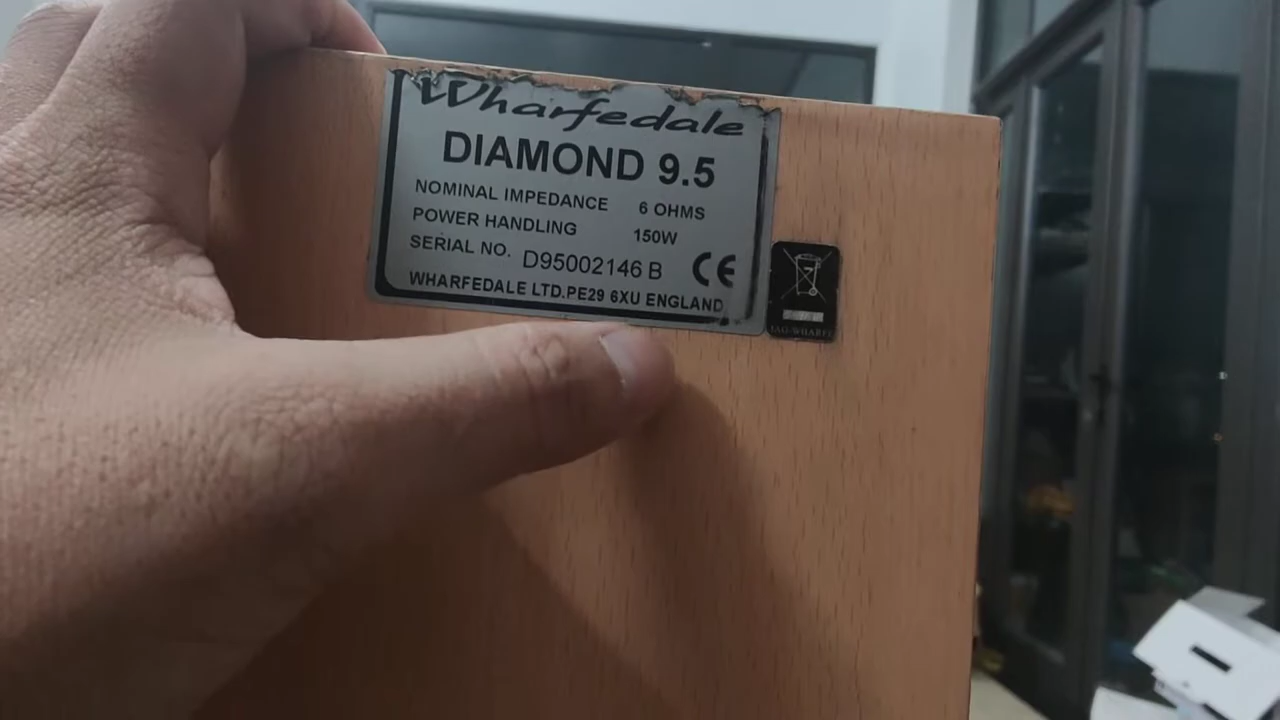 Wharfedale
DIAMOND 9.5
NOMINAL IMPEDANCE 6 OHMS
POWER HANDLING 150W
SERIAL NO. D95002146 B CE
WHARFEDALE LTD.PE29 6XU ENGLAND